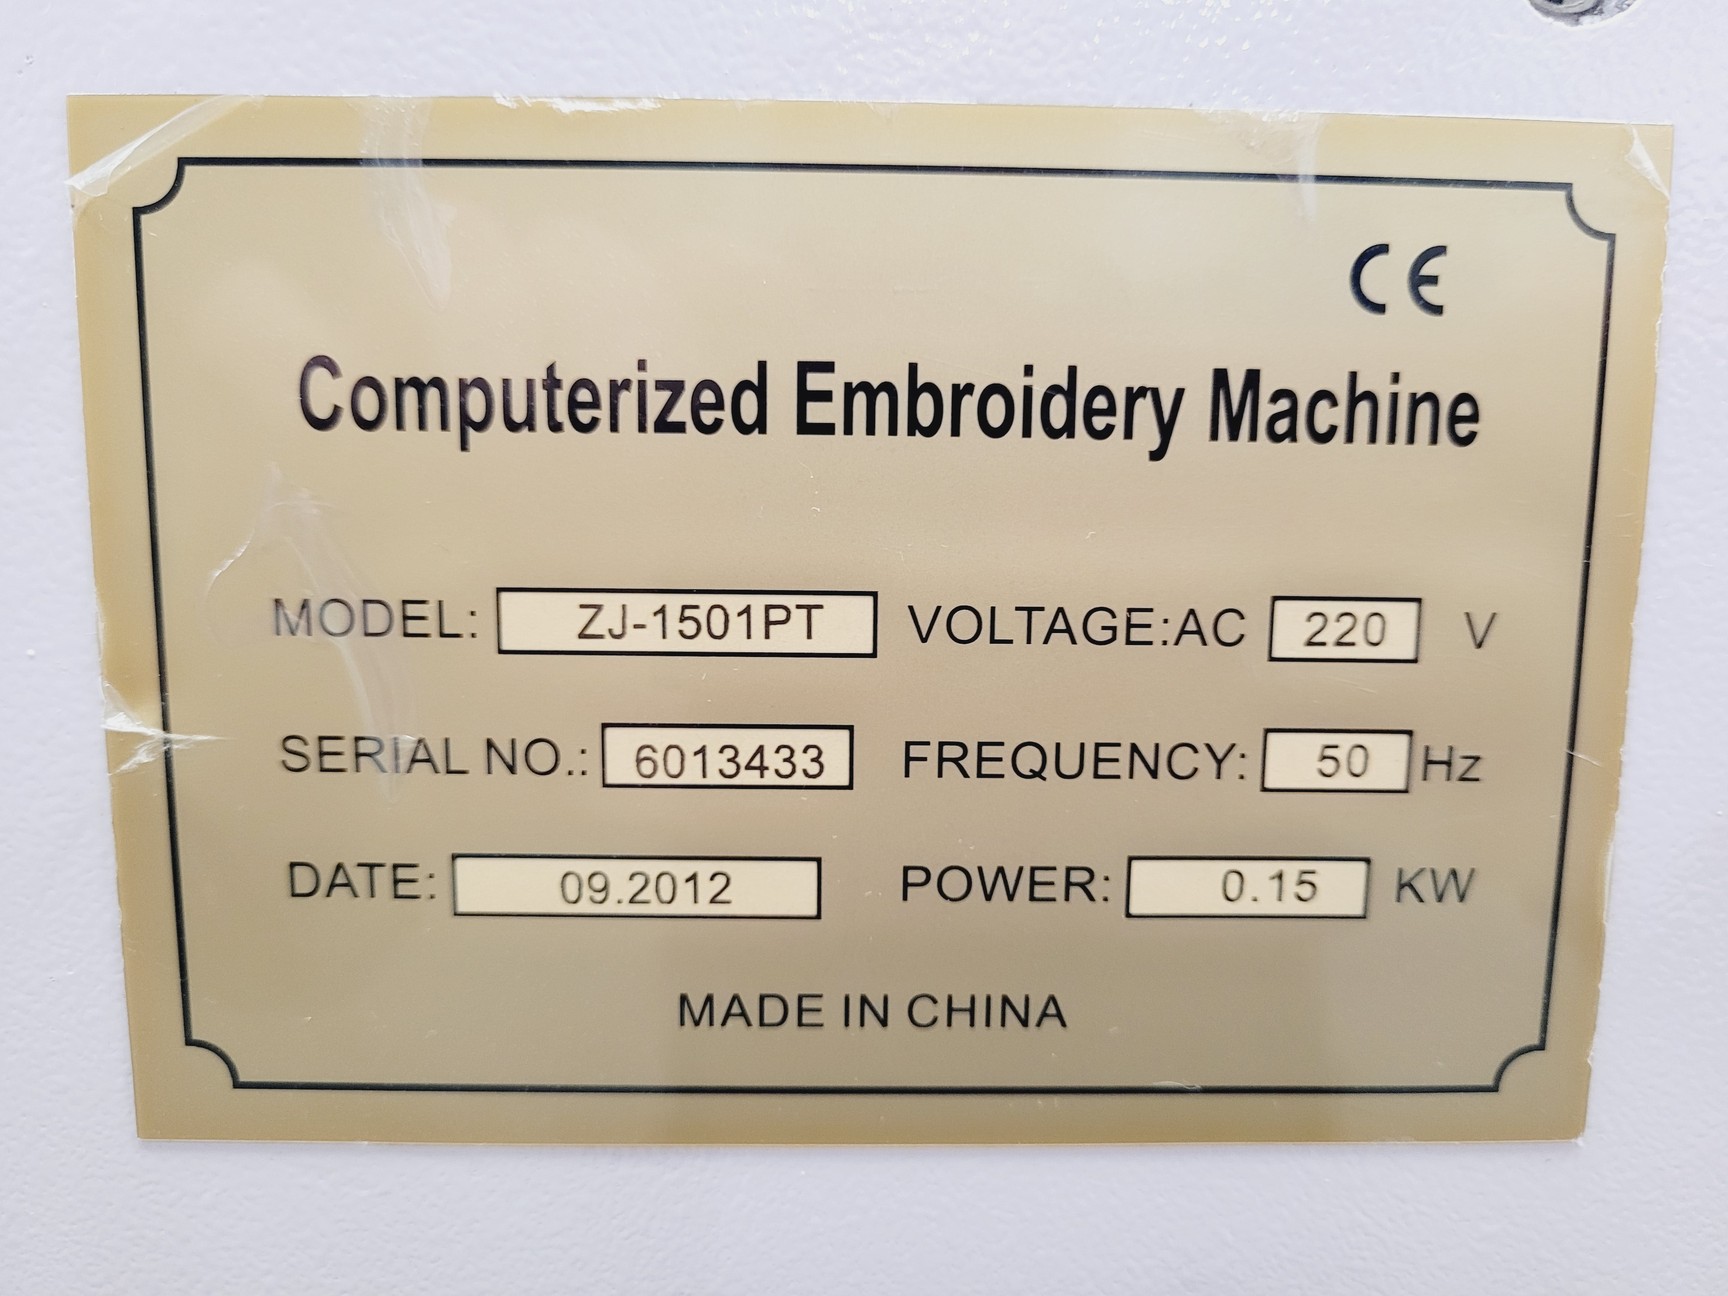 CE
Computerized Embroidery Machine
MODEL: ZJ-1501PT VOLTAGE:AC 220 V
SERIAL NO.: 6013433 FREQUENCY: 50 Hz
DATE: 09.2012 POWER: 0.15 KW
MADE IN CHINA